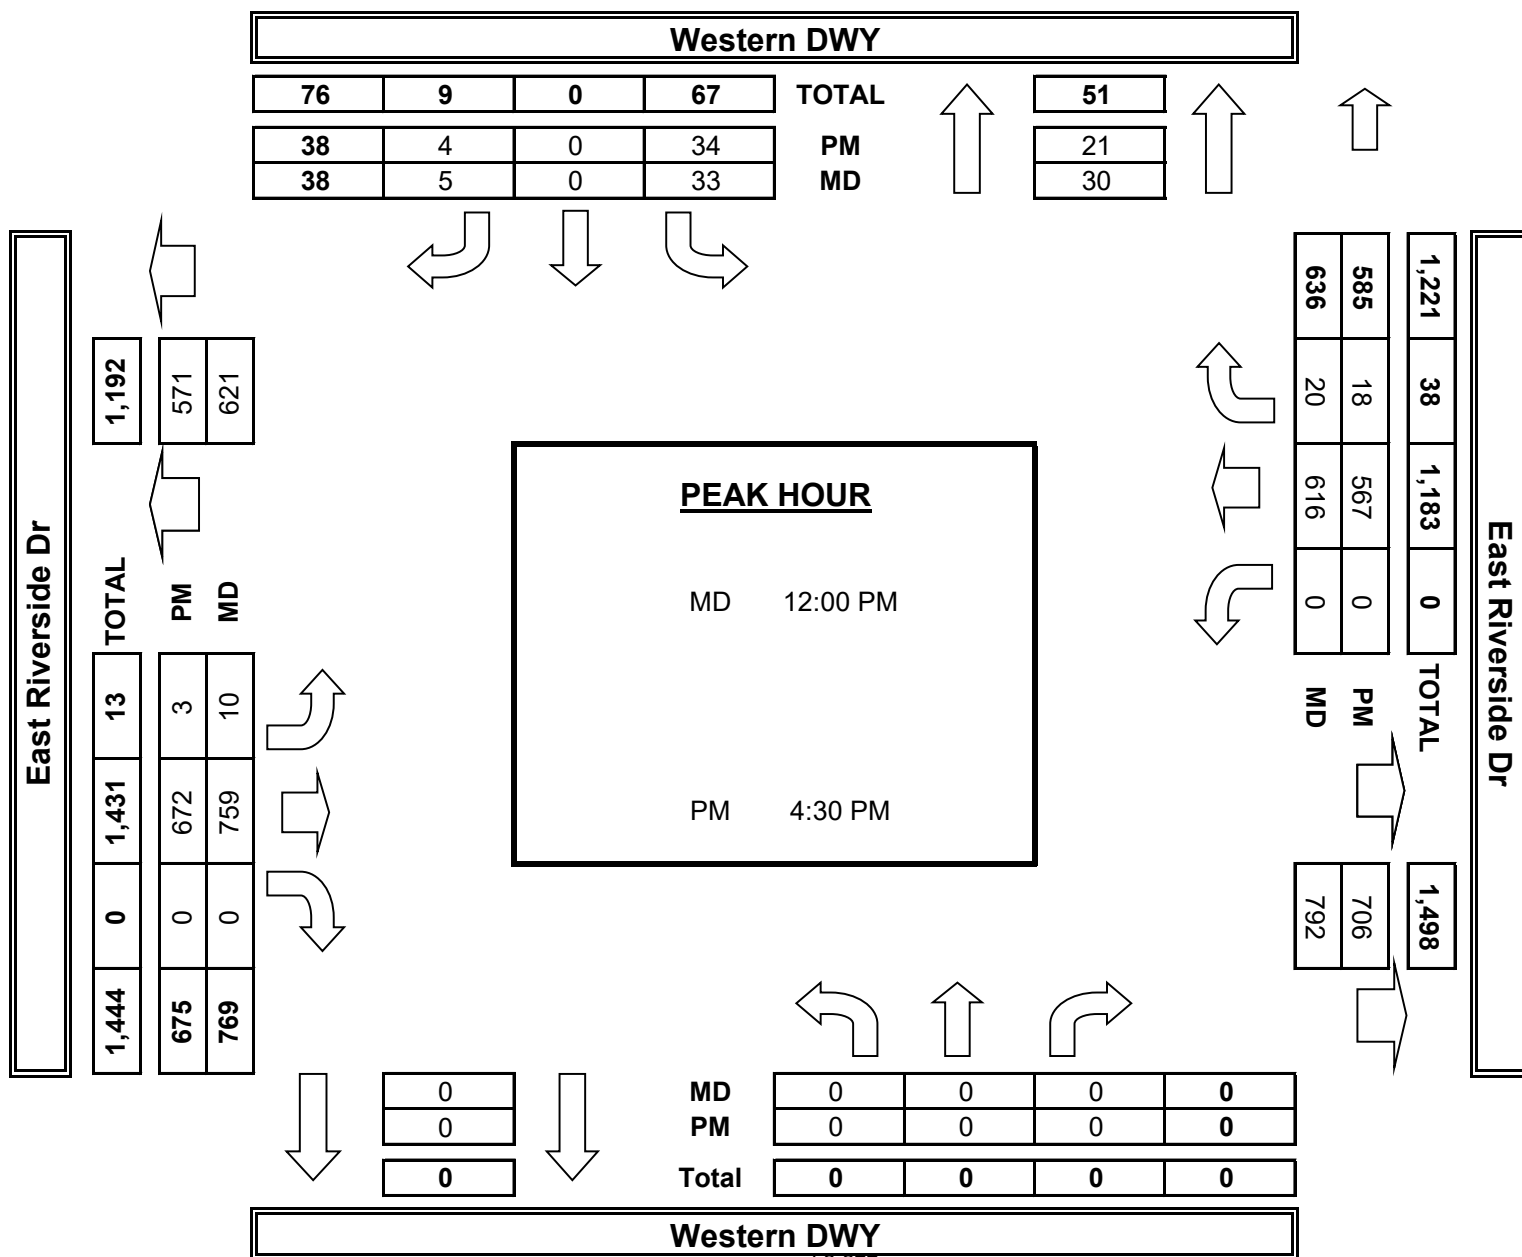 Western DWY
76 9 0 67 TOTAL 51
38 4 0 34 PM 21
38 5 0 33 MD 30
East Riverside Dr
1,192
571
621
TOTAL PM MD
13 3 10
1,431 672 759
0 0 0
1,444 675 769
PEAK HOUR
MD 12:00 PM
PM 4:30 PM
636 585 1,221
20 18 38
616 567 1,183
0 0 0
MD PM TOTAL
792 706 1,498
East Riverside Dr
0 MD 0 0 0 0
0 PM 0 0 0 0
0 Total 0 0 0 0
Western DWY